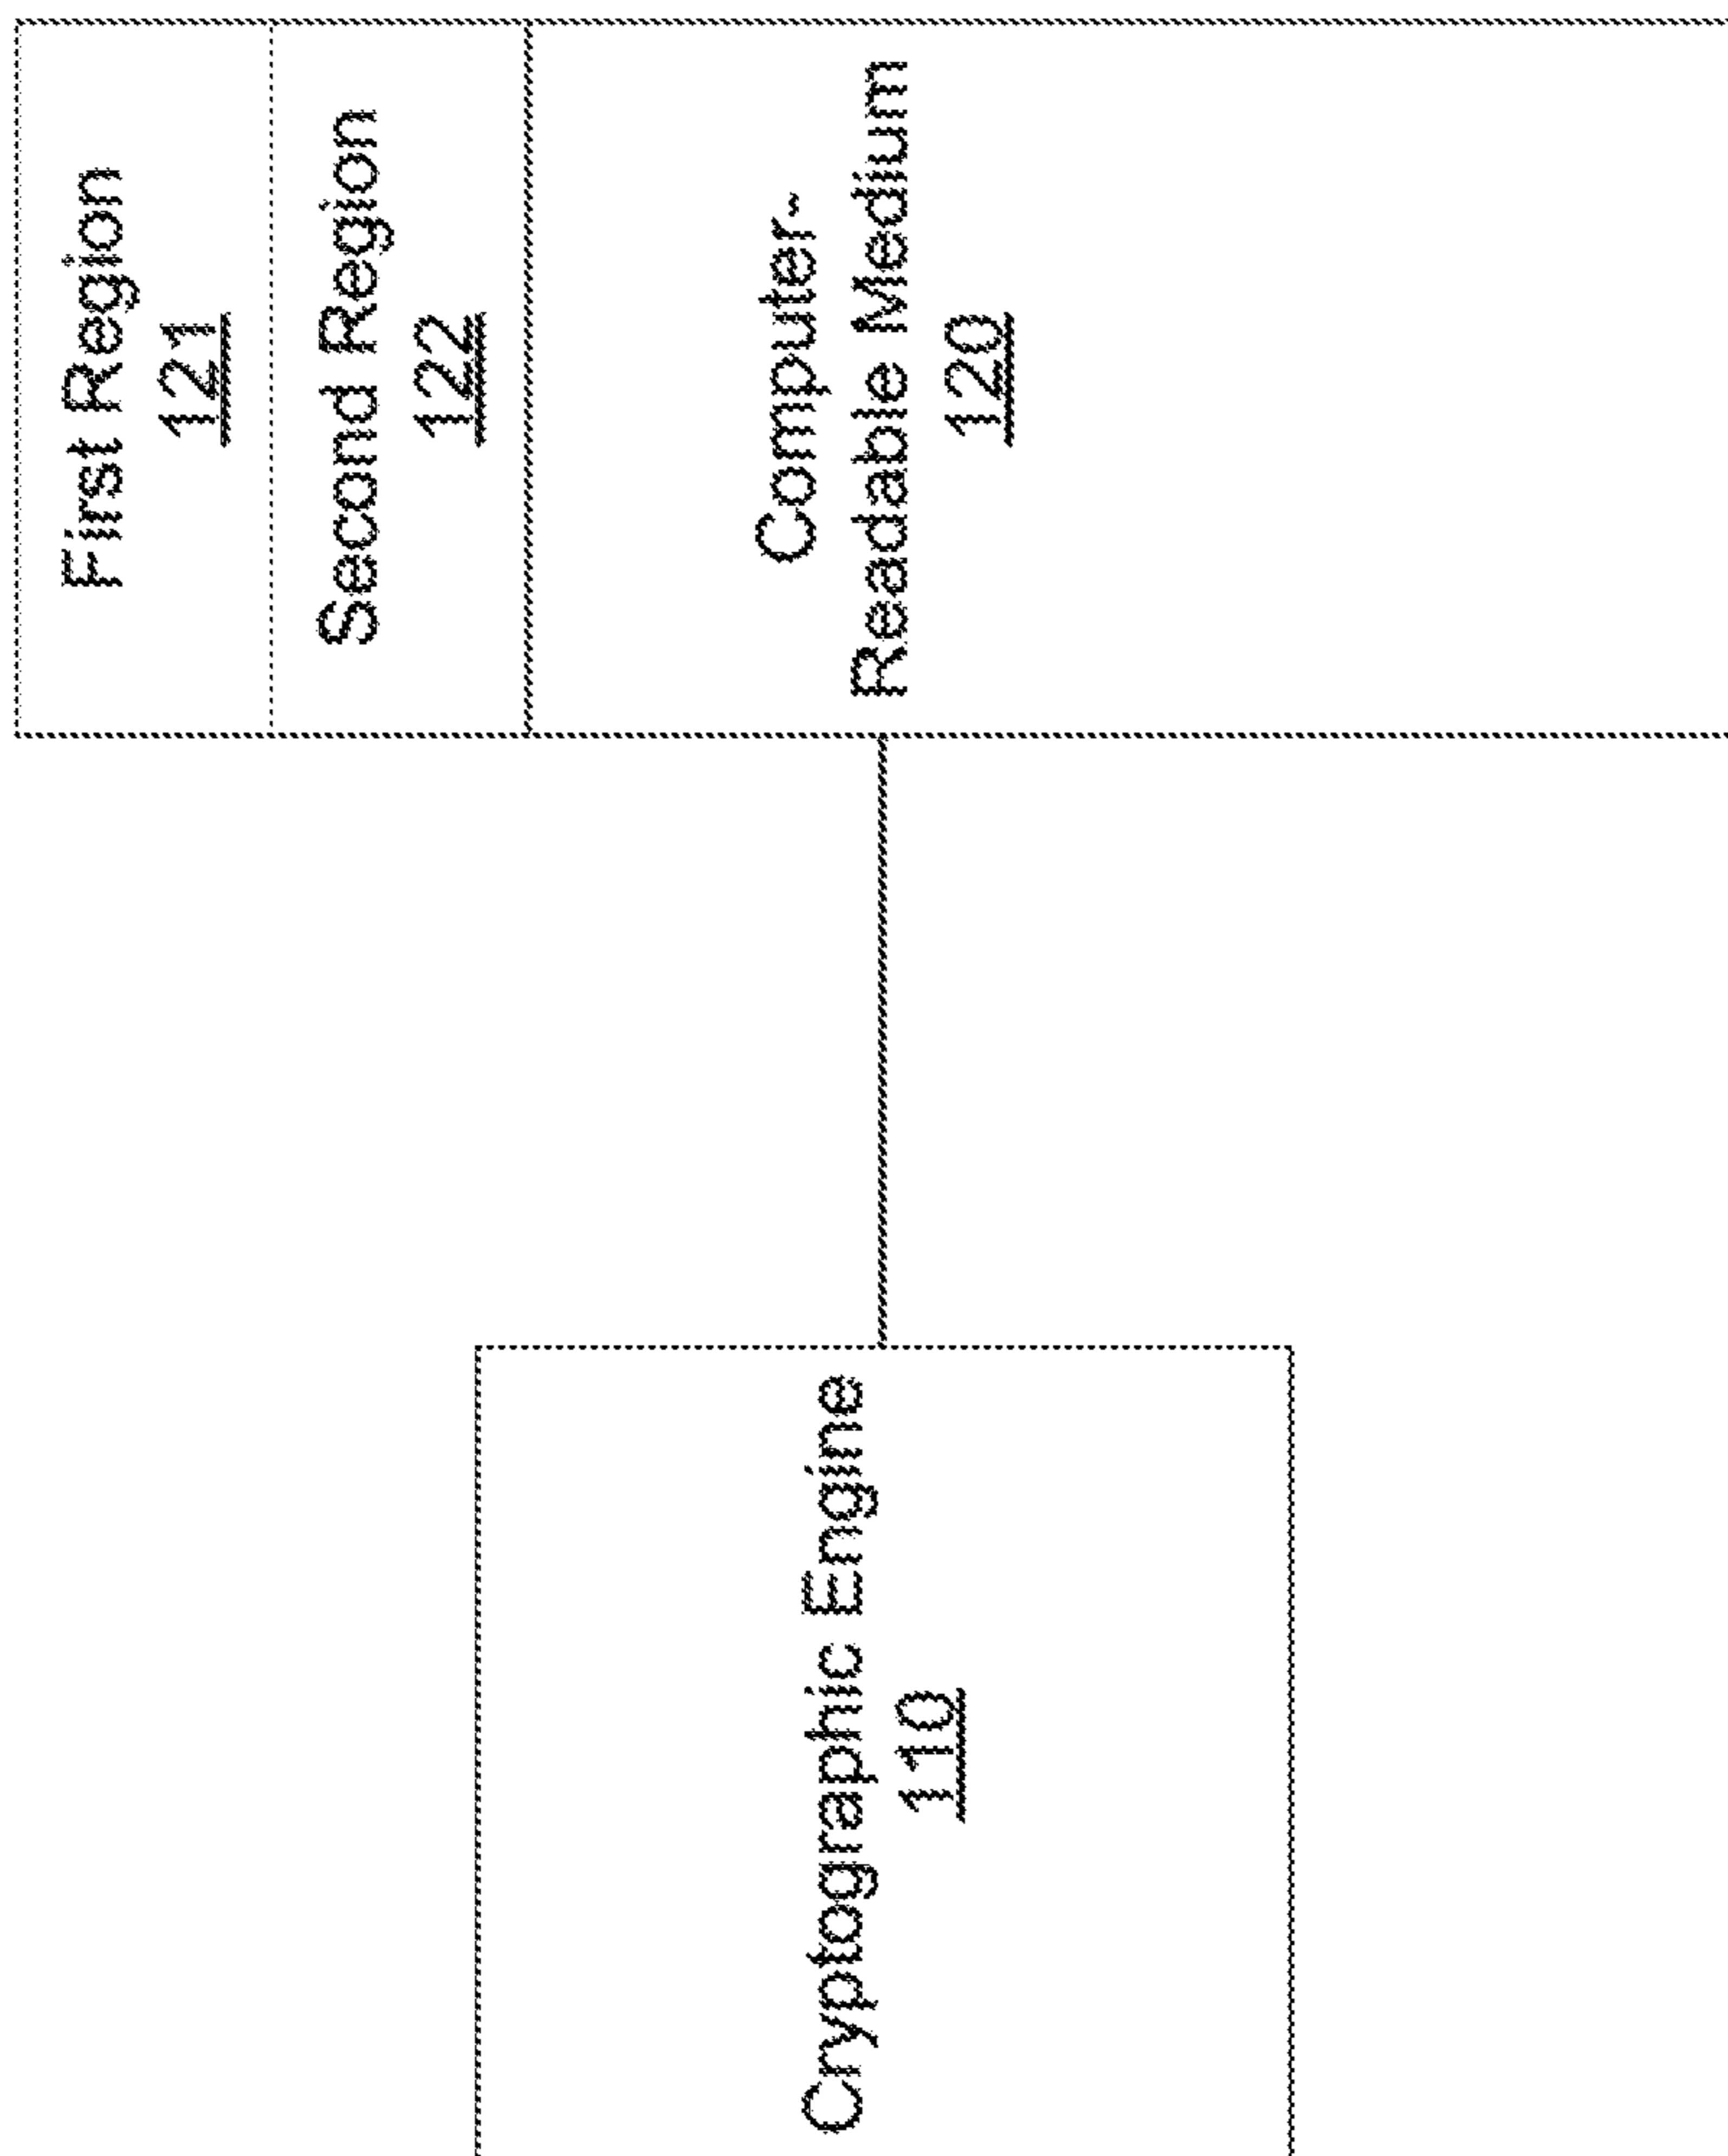 First Region
121
Second Region
122
Computer-
Readable Medium
120
Cryptographic Engine
110